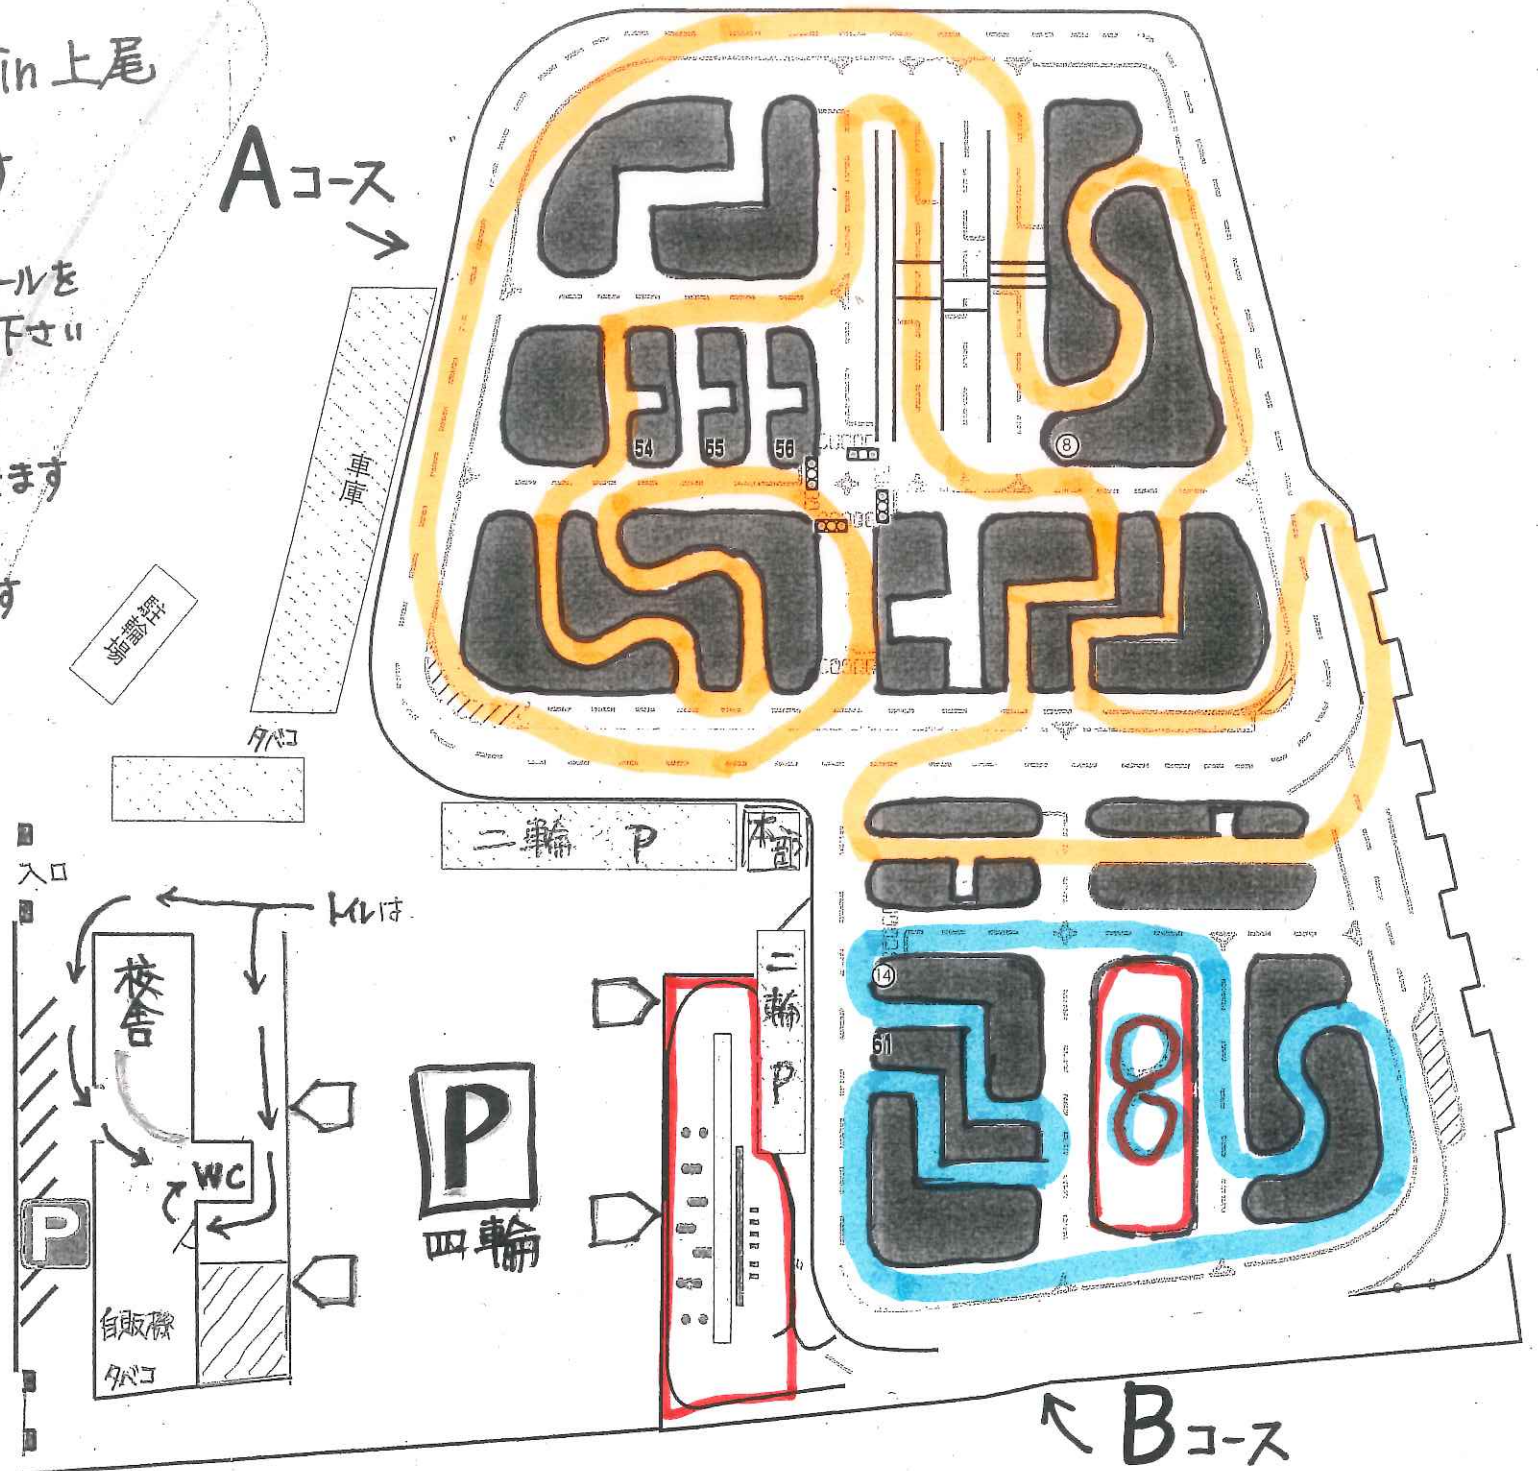 in 上尾
Aコース
す
ールを
下さい
きます
す
車庫
駐輪場
タバコ
54
55
56
8
二輪 P
本部
入口
トイレは
校舎
WC
P
自販機
タバコ
P
四輪
二輪 P
14
61
Bコース